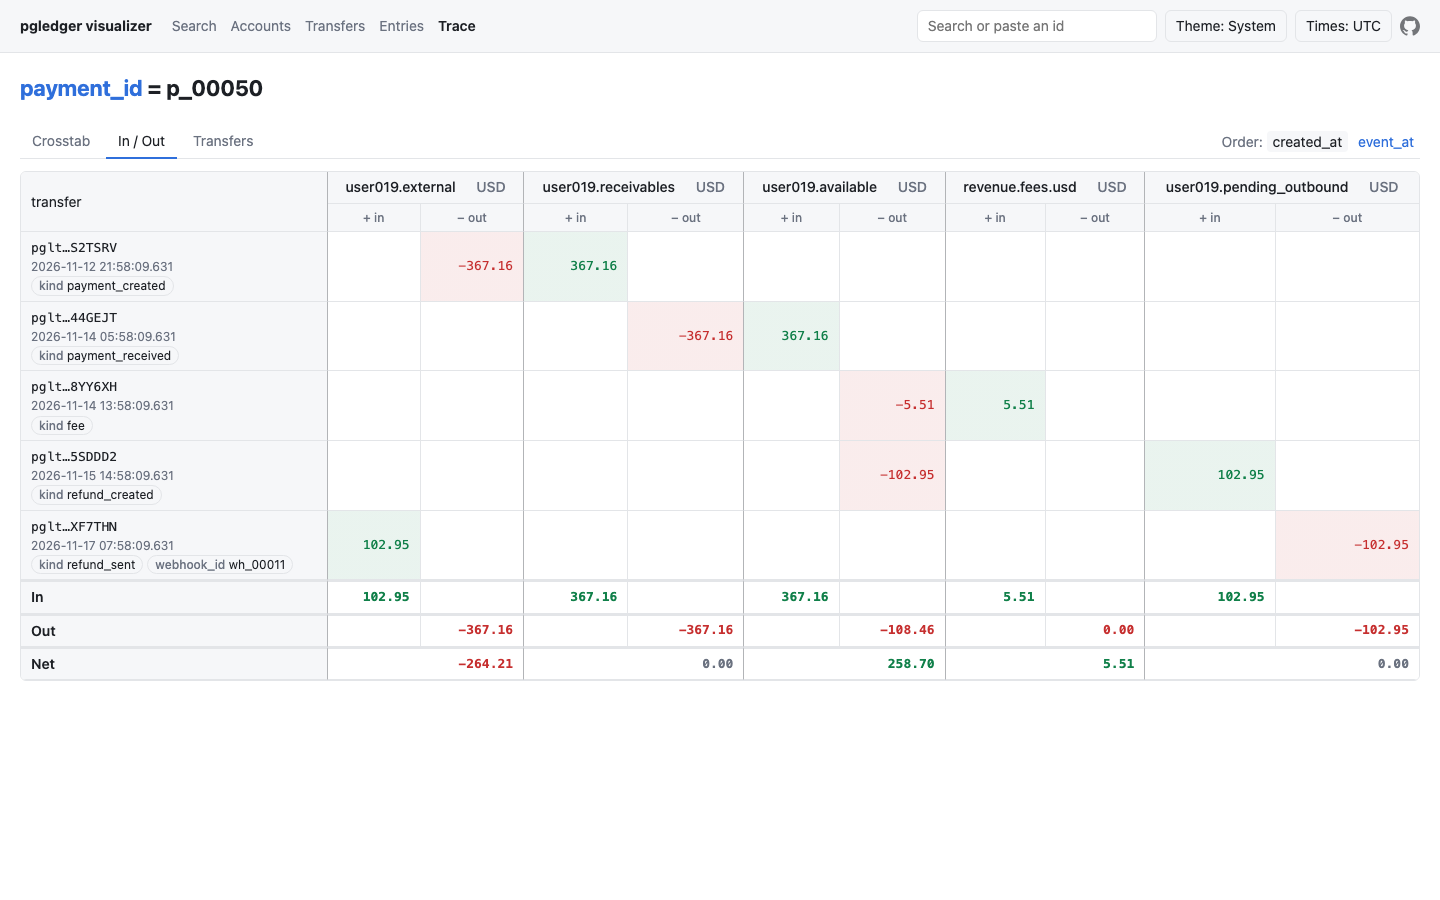 pgledger visualizer Search Accounts Transfers Entries Trace Search or paste an id Theme: System Times: UTC
payment_id = p_00050
Crosstab In / Out Transfers Order: created_at event_at
transfer user019.external USD user019.receivables USD user019.available USD revenue.fees.usd USD user019.pending_outbound USD
+ in − out + in − out + in − out + in − out + in − out
pglt…S2TSRV
2026-11-12 21:58:09.631 −367.16 367.16
kind payment_created
pglt…44GEJT
2026-11-14 05:58:09.631 −367.16 367.16
kind payment_received
pglt…8YY6XH
2026-11-14 13:58:09.631 −5.51 5.51
kind fee
pglt…5SDDD2
2026-11-15 14:58:09.631 −102.95 102.95
kind refund_created
pglt…XF7THN
2026-11-17 07:58:09.631 102.95 −102.95
kind refund_sent webhook_id wh_00011
In 102.95 367.16 367.16 5.51 102.95
Out −367.16 −367.16 −108.46 0.00 −102.95
Net −264.21 0.00 258.70 5.51 0.00